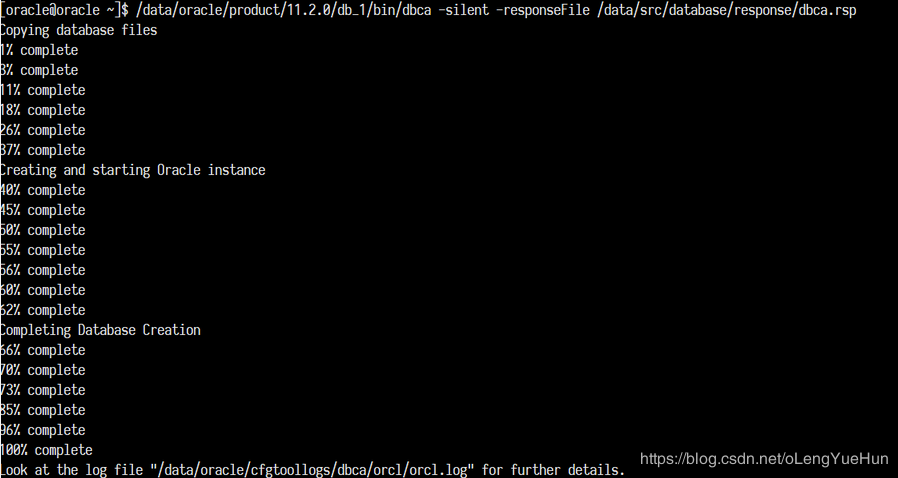 [oracle@oracle ~]$ /data/oracle/product/11.2.0/db_1/bin/dbca -silent -responseFile /data/src/database/response/dbca.rsp
Copying database files
1% complete
3% complete
11% complete
18% complete
26% complete
37% complete
Creating and starting Oracle instance
40% complete
45% complete
50% complete
55% complete
56% complete
60% complete
62% complete
Completing Database Creation
66% complete
70% complete
73% complete
85% complete
96% complete
100% complete
Look at the log file "/data/oracle/cfgtoollogs/dbca/orcl/orcl.log" for further details.
https://blog.csdn.net/oLengYueHun